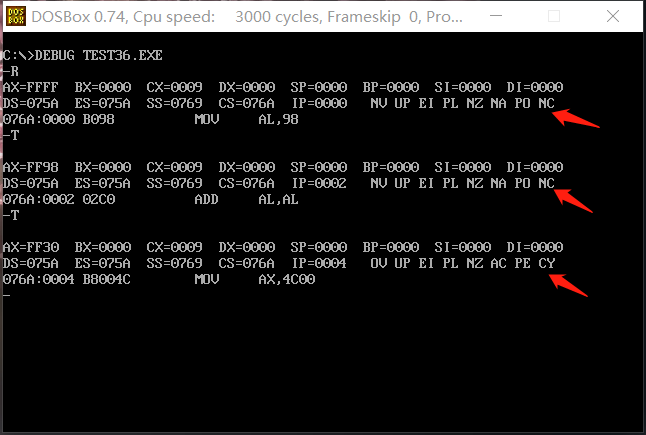 DOSBox 0.74, Cpu speed: 3000 cycles, Frameskip 0, Pro...
C:\>DEBUG TEST36.EXE
-R
AX=FFFF BX=0000 CX=0009 DX=0000 SP=0000 BP=0000 SI=0000 DI=0000
DS=075A ES=075A SS=0769 CS=076A IP=0000 NV UP EI PL NZ NA PO NC
076A:0000 B098 MOV AL,98
-T
AX=FF98 BX=0000 CX=0009 DX=0000 SP=0000 BP=0000 SI=0000 DI=0000
DS=075A ES=075A SS=0769 CS=076A IP=0002 NV UP EI PL NZ NA PO NC
076A:0002 02C0 ADD AL,AL
-T
AX=FF30 BX=0000 CX=0009 DX=0000 SP=0000 BP=0000 SI=0000 DI=0000
DS=075A ES=075A SS=0769 CS=076A IP=0004 OV UP EI PL NZ AC PE CY
076A:0004 B8004C MOV AX,4C00
-